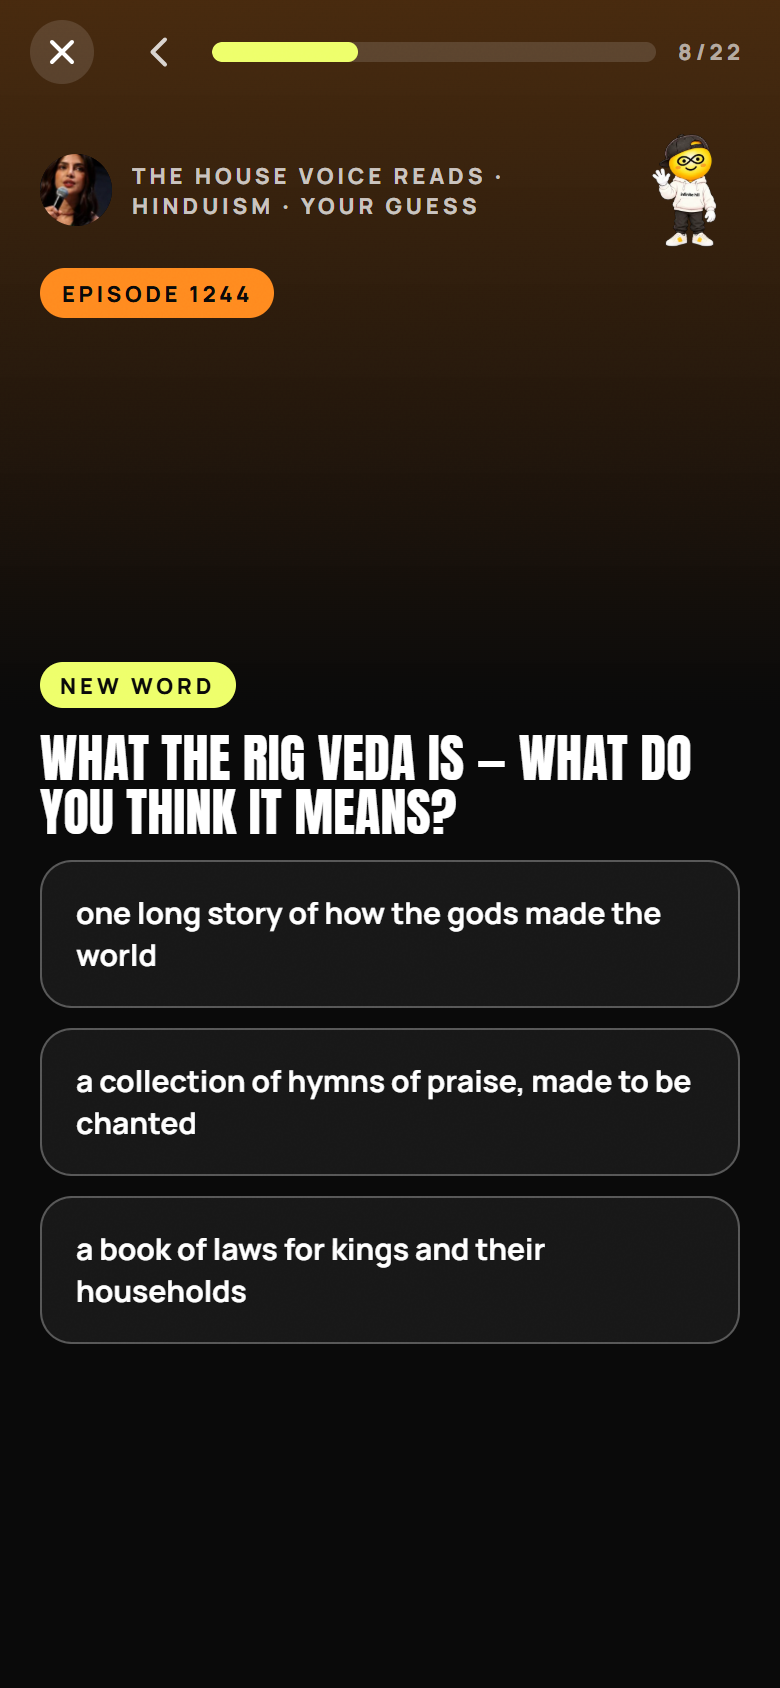 8/22
THE HOUSE VOICE READS ·
HINDUISM · YOUR GUESS
EPISODE 1244
NEW WORD
WHAT THE RIG VEDA IS – WHAT DO
YOU THINK IT MEANS?
one long story of how the gods made the
world
a collection of hymns of praise, made to be
chanted
a book of laws for kings and their
households